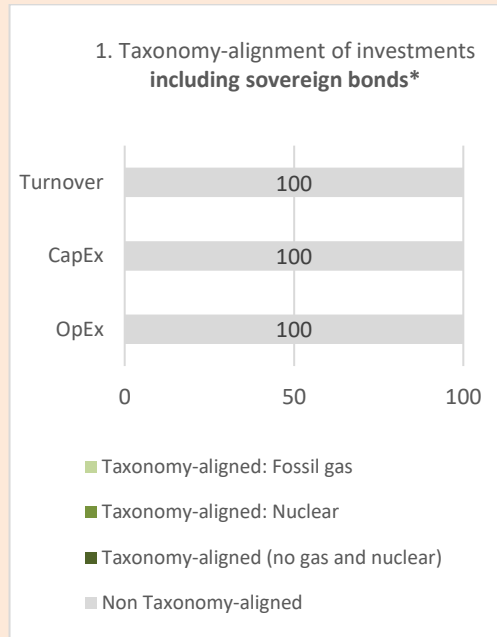 1. Taxonomy-alignment of investments
including sovereign bonds*
Turnover
100
CapEx
100
OpEx
100
0 50 100
Taxonomy-aligned: Fossil gas
Taxonomy-aligned: Nuclear
Taxonomy-aligned (no gas and nuclear)
Non Taxonomy-aligned